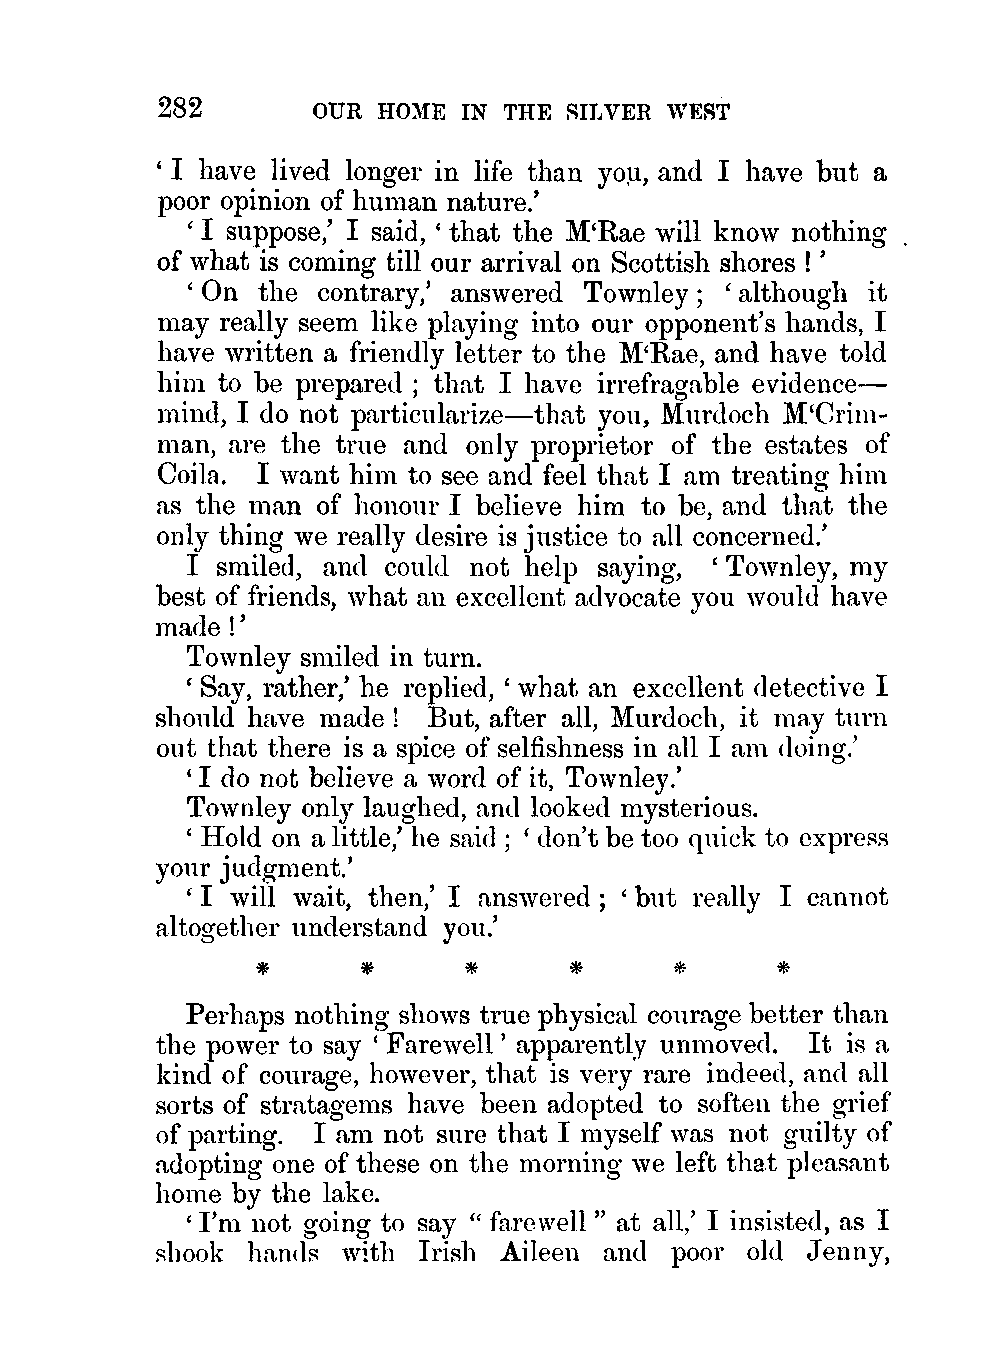 282 OUR HOME IN THE SILVER WEST
‘ I have lived longer in life than you, and I have but a
poor opinion of human nature.’
‘ I suppose,’ I said, ‘ that the M‘Rae will know nothing
of what is coming till our arrival on Scottish shores ! ’
‘ On the contrary,’ answered Townley ; ‘ although it
may really seem like playing into our opponent’s hands, I
have written a friendly letter to the M‘Rae, and have told
him to be prepared ; that I have irrefragable evidence—
mind, I do not particularize—that you, Murdoch M‘Crim-
man, are the true and only proprietor of the estates of
Coila. I want him to see and feel that I am treating him
as the man of honour I believe him to be, and that the
only thing we really desire is justice to all concerned.’
I smiled, and could not help saying, ‘ Townley, my
best of friends, what an excellent advocate you would have
made ! ’
Townley smiled in turn.
‘ Say, rather,’ he replied, ‘ what an excellent detective I
should have made ! But, after all, Murdoch, it may turn
out that there is a spice of selfishness in all I am doing.’
‘ I do not believe a word of it, Townley.’
Townley only laughed, and looked mysterious.
‘ Hold on a little,’ he said ; ‘ don’t be too quick to express
your judgment.’
‘ I will wait, then,’ I answered ; ‘ but really I cannot
altogether understand you.’
* * * * * *
Perhaps nothing shows true physical courage better than
the power to say ‘ Farewell ’ apparently unmoved. It is a
kind of courage, however, that is very rare indeed, and all
sorts of stratagems have been adopted to soften the grief
of parting. I am not sure that I myself was not guilty of
adopting one of these on the morning we left that pleasant
home by the lake.
‘ I’m not going to say “ farewell ” at all,’ I insisted, as I
shook hands with Irish Aileen and poor old Jenny,